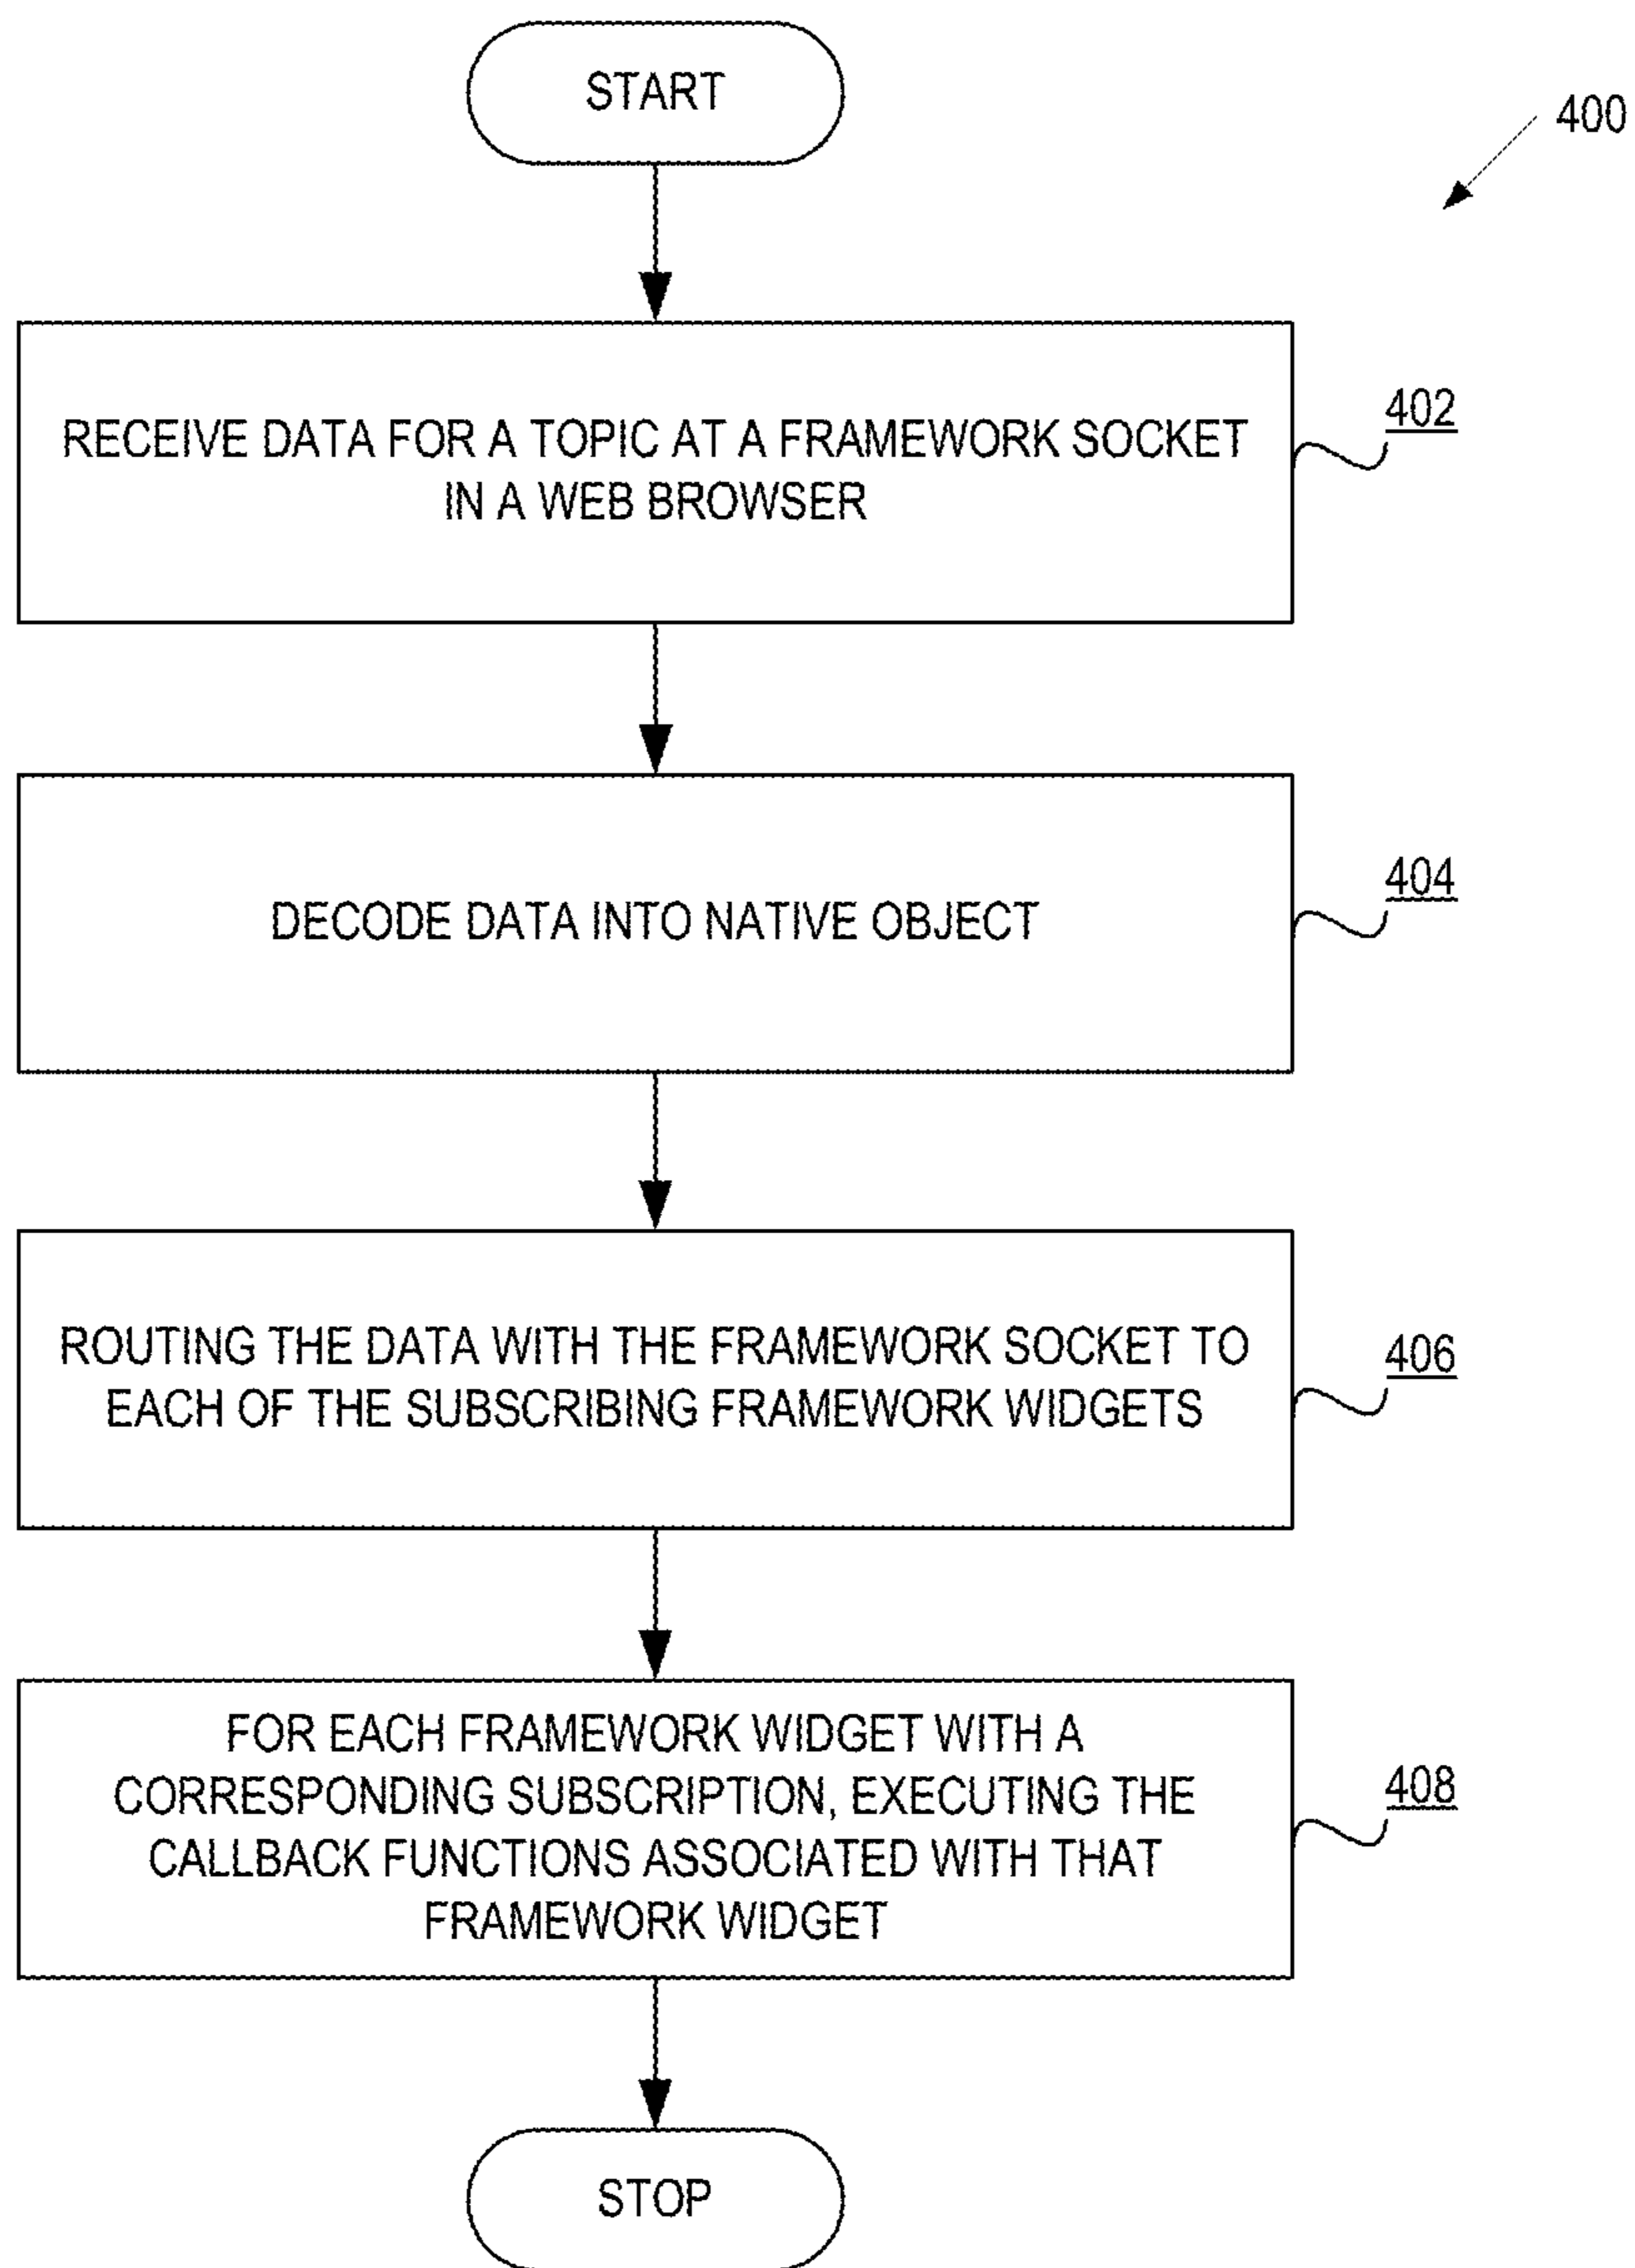 START
400
RECEIVE DATA FOR A TOPIC AT A FRAMEWORK SOCKET
IN A WEB BROWSER
402
DECODE DATA INTO NATIVE OBJECT
404
ROUTING THE DATA WITH THE FRAMEWORK SOCKET TO
EACH OF THE SUBSCRIBING FRAMEWORK WIDGETS
406
FOR EACH FRAMEWORK WIDGET WITH A
CORRESPONDING SUBSCRIPTION, EXECUTING THE
CALLBACK FUNCTIONS ASSOCIATED WITH THAT
FRAMEWORK WIDGET
408
STOP